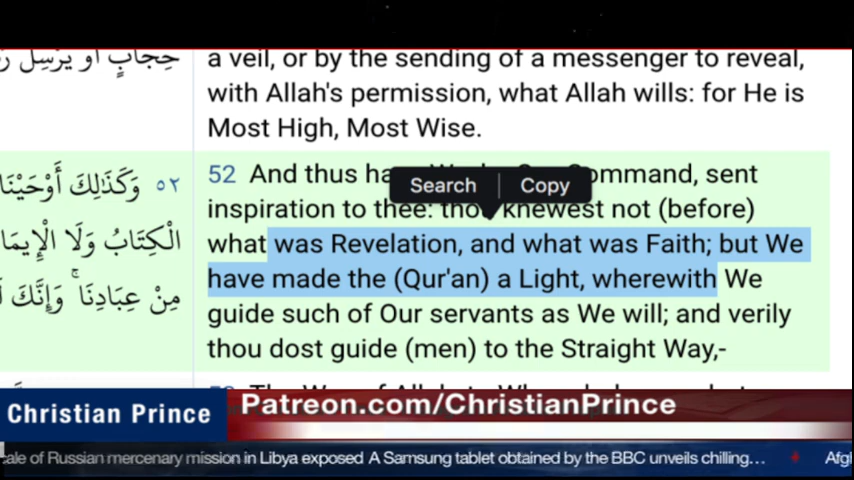 حِجَابٍ أَوْ يُرْسِلَ
a veil, or by the sending of a messenger to reveal,
with Allah's permission, what Allah wills: for He is
Most High, Most Wise.
٥٢ وَكَذَٰلِكَ أَوْحَيْنَا
الْكِتَابُ وَلَا الْإِيمَا
مِنْ عِبَادِنَا ۚ وَإِنَّكَ
52 And thus ha Command, sent
Search Copy
inspiration to thee: thou knewest not (before)
what was Revelation, and what was Faith; but We
have made the (Qur'an) a Light, wherewith We
guide such of Our servants as We will; and verily
thou dost guide (men) to the Straight Way,-
Christian Prince
Patreon.com/ChristianPrince
cale of Russian mercenary mission in Libya exposed A Samsung tablet obtained by the BBC unveils chilling... Afg